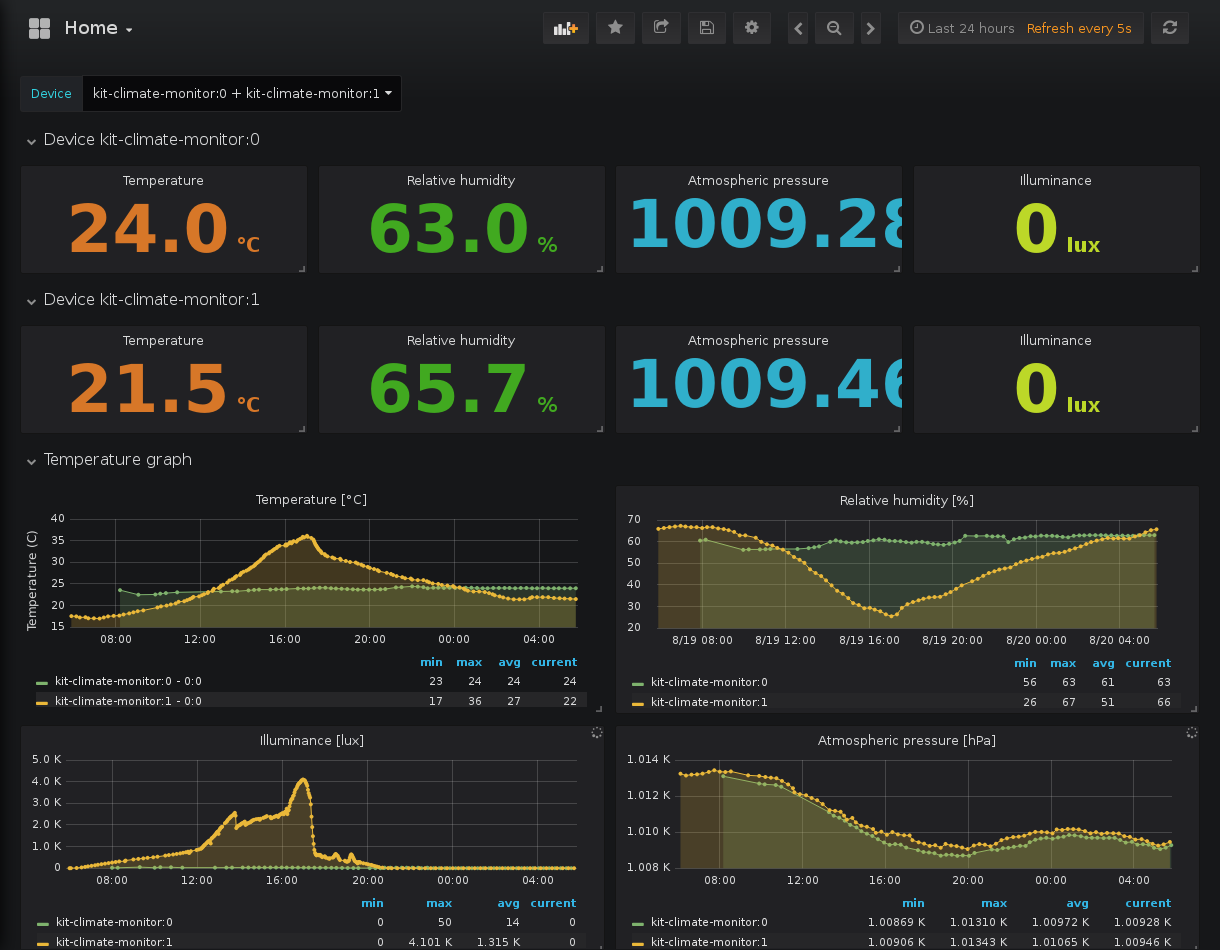 Home
Last 24 hours Refresh every 5s
Device kit-climate-monitor:0 + kit-climate-monitor:1
Device kit-climate-monitor:0
Temperature Relative humidity Atmospheric pressure Illuminance
24.0 °C 63.0 % 1009.28 0 lux
Device kit-climate-monitor:1
Temperature Relative humidity Atmospheric pressure Illuminance
21.5 °C 65.7 % 1009.46 0 lux
Temperature graph
Temperature [°C]
Temperature (C)
40
35
30
25
20
15
08:00 12:00 16:00 20:00 00:00 04:00
min max avg current
kit-climate-monitor:0 - 0:0 23 24 24 24
kit-climate-monitor:1 - 0:0 17 36 27 22
Relative humidity [%]
70
60
50
40
30
20
8/19 08:00 8/19 12:00 8/19 16:00 8/19 20:00 8/20 00:00 8/20 04:00
min max avg current
kit-climate-monitor:0 56 63 61 63
kit-climate-monitor:1 26 67 51 66
Illuminance [lux]
5.0 K
4.0 K
3.0 K
2.0 K
1.0 K
0
08:00 12:00 16:00 20:00 00:00 04:00
min max avg current
kit-climate-monitor:0 0 50 14 0
kit-climate-monitor:1 0 4.101 K 1.315 K 0
Atmospheric pressure [hPa]
1.014 K
1.012 K
1.010 K
1.008 K
08:00 12:00 16:00 20:00 00:00 04:00
min max avg current
kit-climate-monitor:0 1.00869 K 1.01310 K 1.00972 K 1.00928 K
kit-climate-monitor:1 1.00906 K 1.01343 K 1.01065 K 1.00946 K